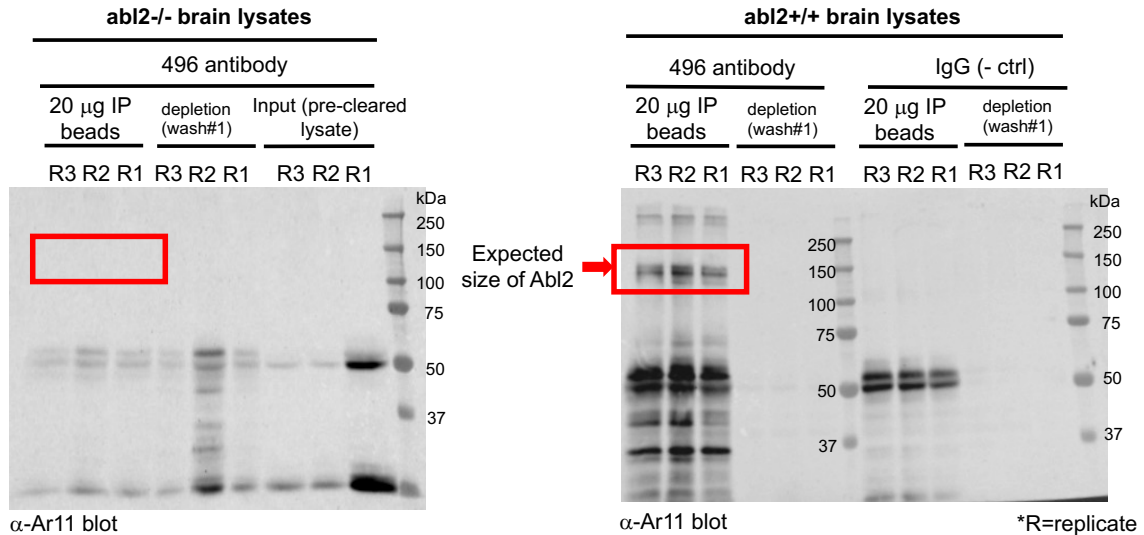 abl2-/- brain lysates
496 antibody
20 μg IP
beads
depletion
(wash#1)
Input (pre-cleared
lysate)
R3 R2 R1 R3 R2 R1 R3 R2 R1
kDa
250
150
100
75
50
37
α-Ar11 blot
abl2+/+ brain lysates
496 antibody
IgG (- ctrl)
20 μg IP
beads
depletion
(wash#1)
20 μg IP
beads
depletion
(wash#1)
R3 R2 R1 R3 R2 R1 R3 R2 R1 R3 R2 R1
Expected
size of Abl2
250
150
100
75
50
37
kDa
250
150
100
75
50
37
α-Ar11 blot
*R=replicate